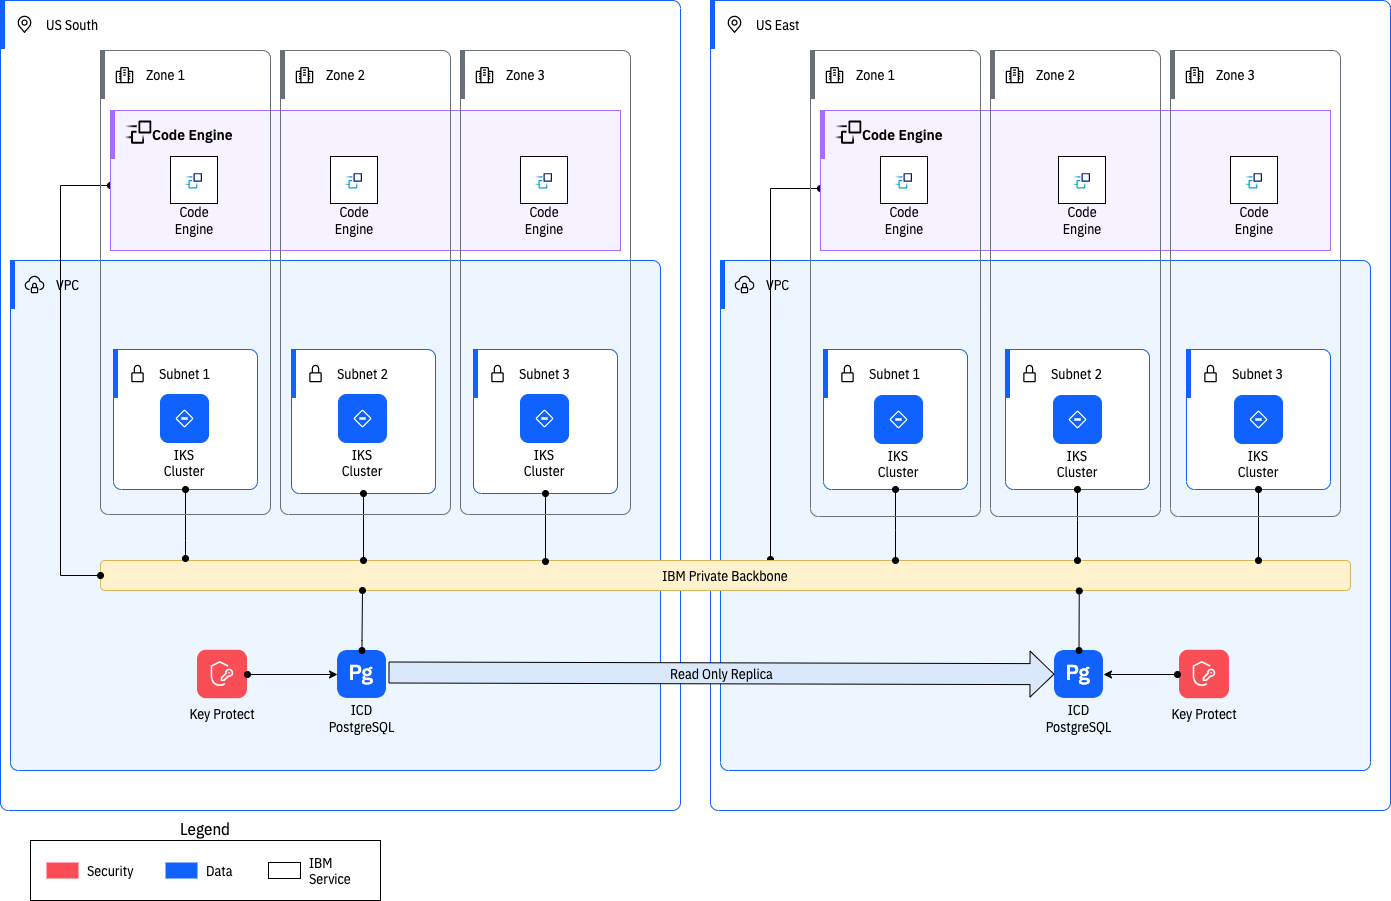 US South
US East
Zone 1
Zone 2
Zone 3
Zone 1
Zone 2
Zone 3
Code Engine
Code Engine
Code
Engine
Code
Engine
Code
Engine
Code
Engine
Code
Engine
Code
Engine
VPC
VPC
Subnet 1
Subnet 2
Subnet 3
Subnet 1
Subnet 2
Subnet 3
IKS
Cluster
IKS
Cluster
IKS
Cluster
IKS
Cluster
IKS
Cluster
IKS
Cluster
IBM Private Backbone
Key Protect
Pg
ICD
PostgreSQL
Read Only Replica
Pg
ICD
PostgreSQL
Key Protect
Legend
Security
Data
IBM
Service